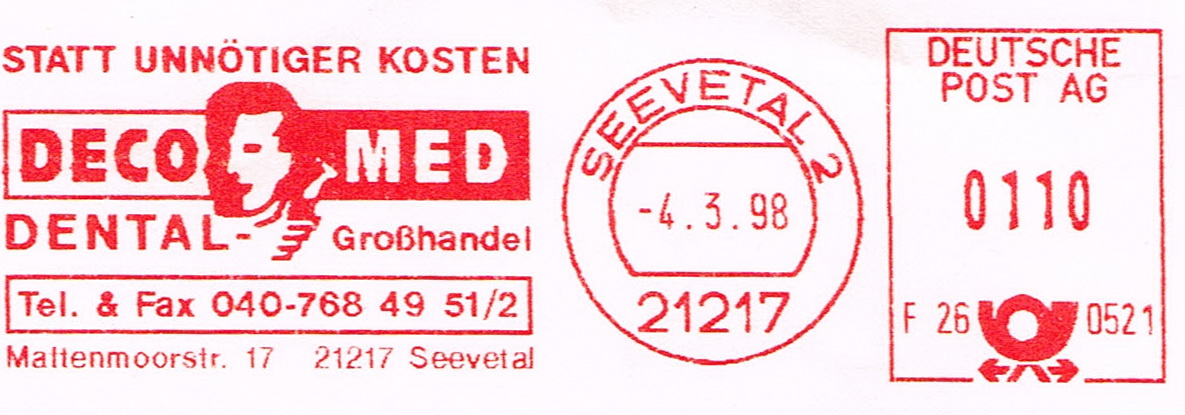 STATT UNNÖTIGER KOSTEN
DECO MED
DENTAL- Großhandel
Tel. & Fax 040-768 49 51/2
Mattenmoorstr. 17 21217 Seevetal
SEEVETAL 2
-4.3.98
21217
DEUTSCHE
POST AG
0110
F 26 0521